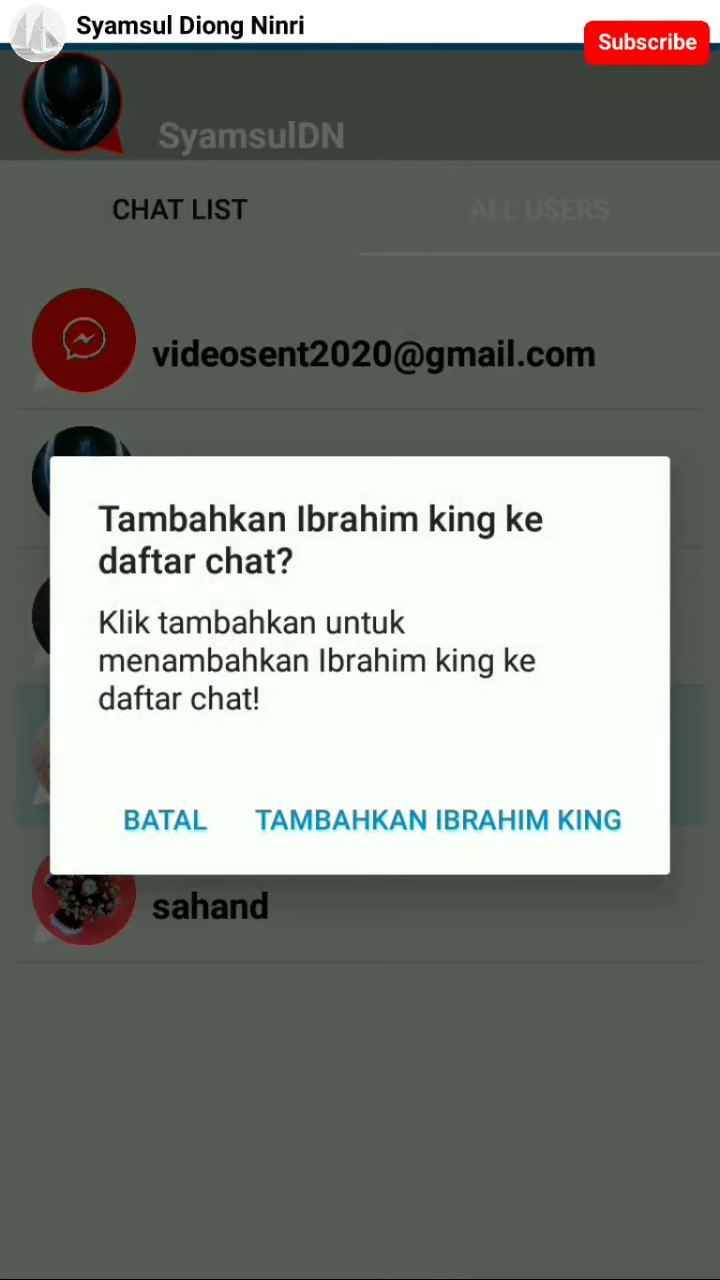 Syamsul Diong Ninri
Subscribe
SyamsulDN
CHAT LIST
ALL USERS
videosent2020@gmail.com
Tambahkan Ibrahim king ke
daftar chat?
Klik tambahkan untuk
menambahkan Ibrahim king ke
daftar chat!
BATAL
TAMBAHKAN IBRAHIM KING
sahand